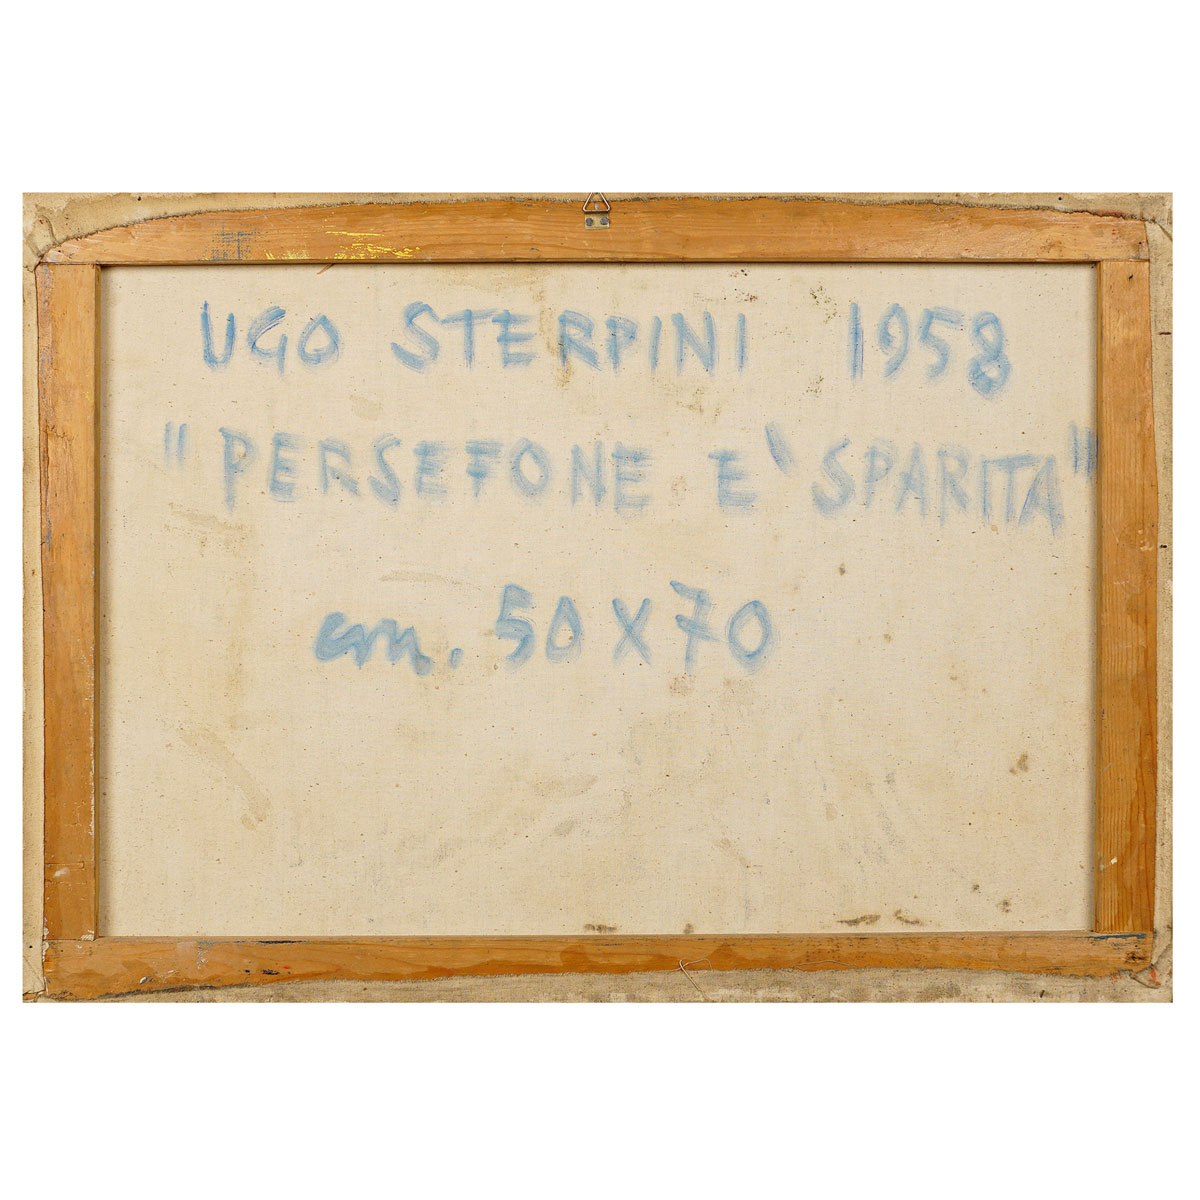 UGO STERPINI 1958
"PERSEFONE E' SPARITA"
cm. 50X70